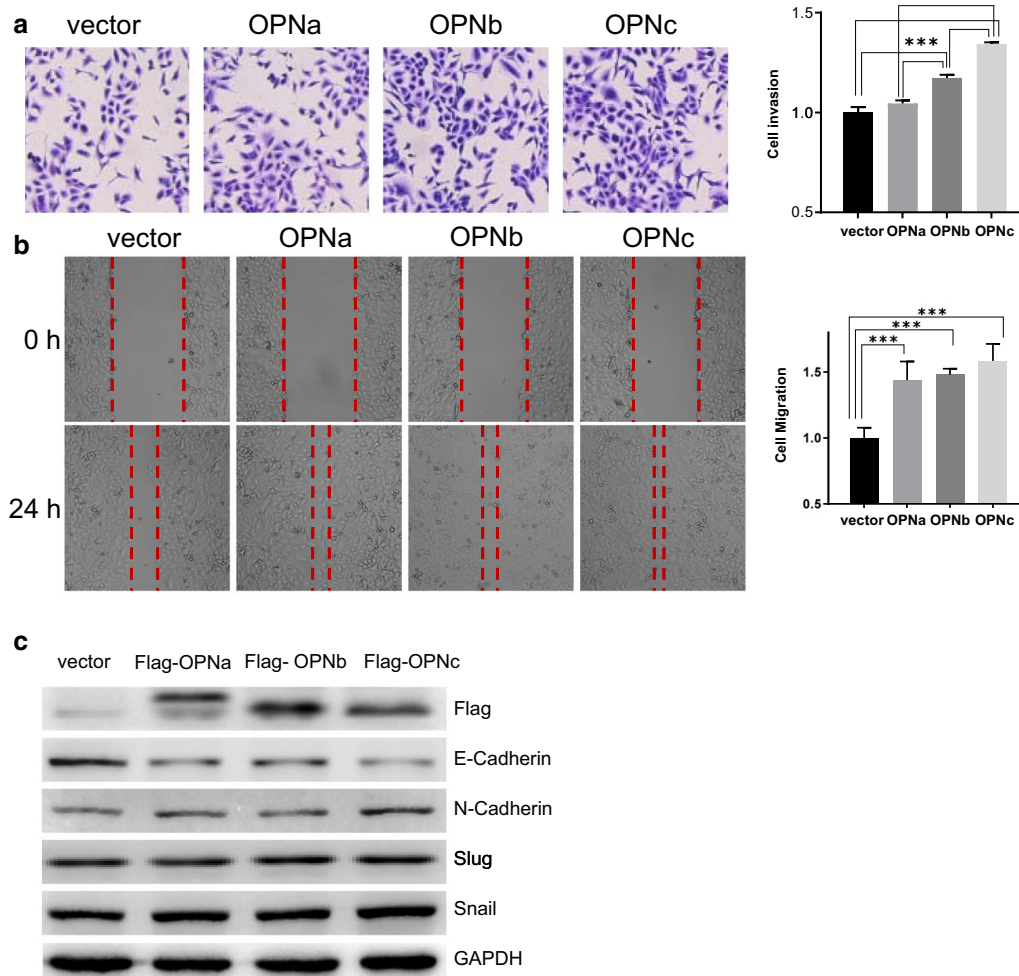 a
vector OPNa OPNb OPNc
Cell invasion
1.5
1.0
0.5
***
vector OPNa OPNb OPNc
b
vector OPNa OPNb OPNc
0 h
24 h
Cell Migration
1.5
1.0
0.5
***
***
***
vector OPNa OPNb OPNc
c
vector Flag-OPNa Flag- OPNb Flag-OPNc
Flag
E-Cadherin
N-Cadherin
Slug
Snail
GAPDH